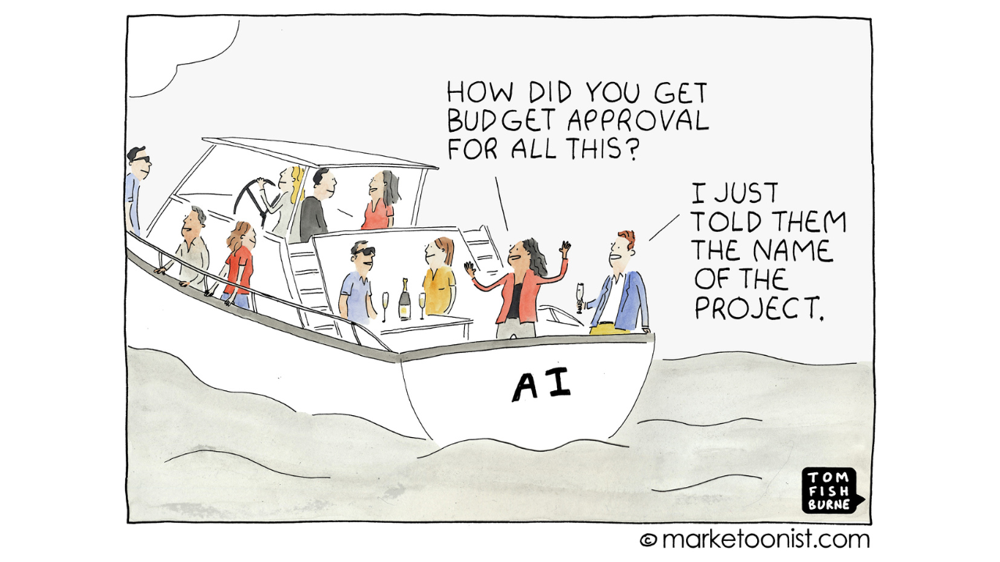 HOW DID YOU GET
BUDGET APPROVAL
FOR ALL THIS?
I JUST
TOLD THEM
THE NAME
OF THE
PROJECT.
AI
TOM
FISH
BURNE
© marketoonist.com